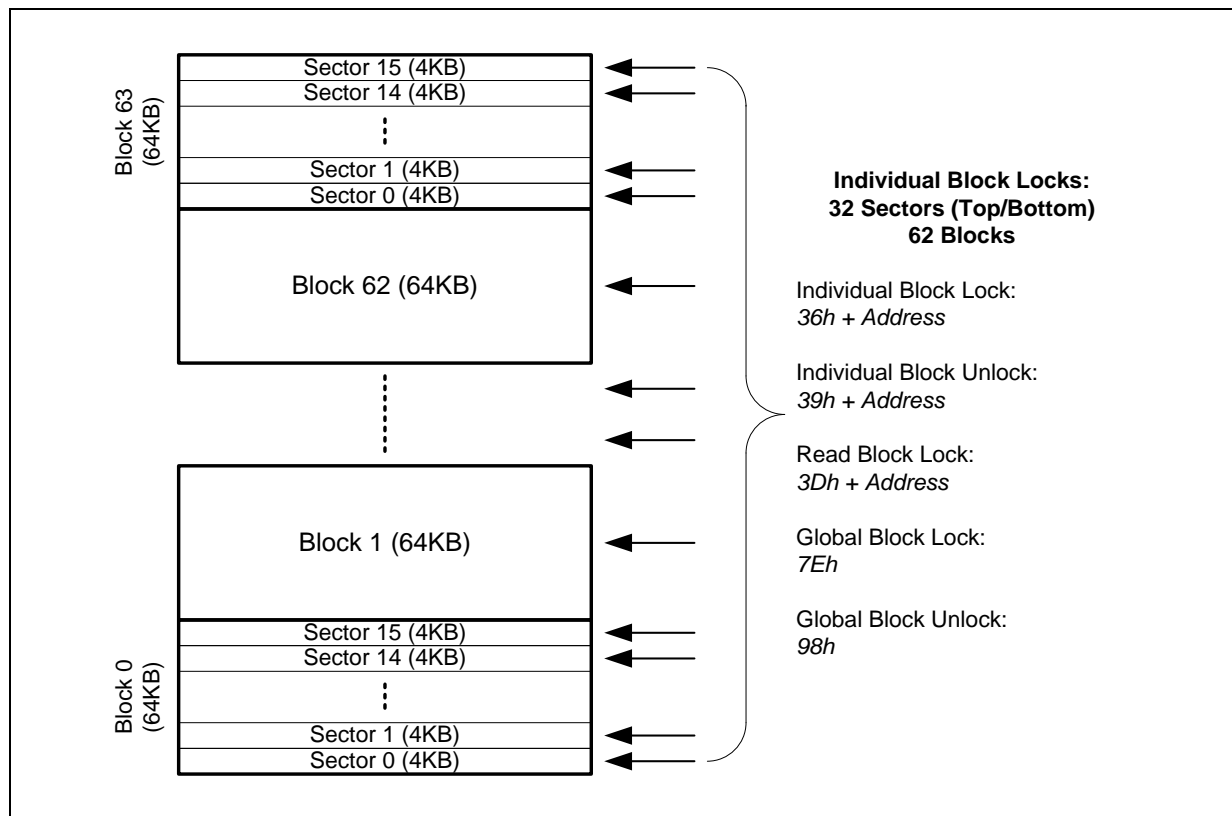 Block 63
(64KB)
Sector 15 (4KB)
Sector 14 (4KB)
Sector 1 (4KB)
Sector 0 (4KB)
Block 62 (64KB)
Block 1 (64KB)
Block 0
(64KB)
Sector 15 (4KB)
Sector 14 (4KB)
Sector 1 (4KB)
Sector 0 (4KB)
Individual Block Locks:
32 Sectors (Top/Bottom)
62 Blocks
Individual Block Lock:
36h + Address
Individual Block Unlock:
39h + Address
Read Block Lock:
3Dh + Address
Global Block Lock:
7Eh
Global Block Unlock:
98h